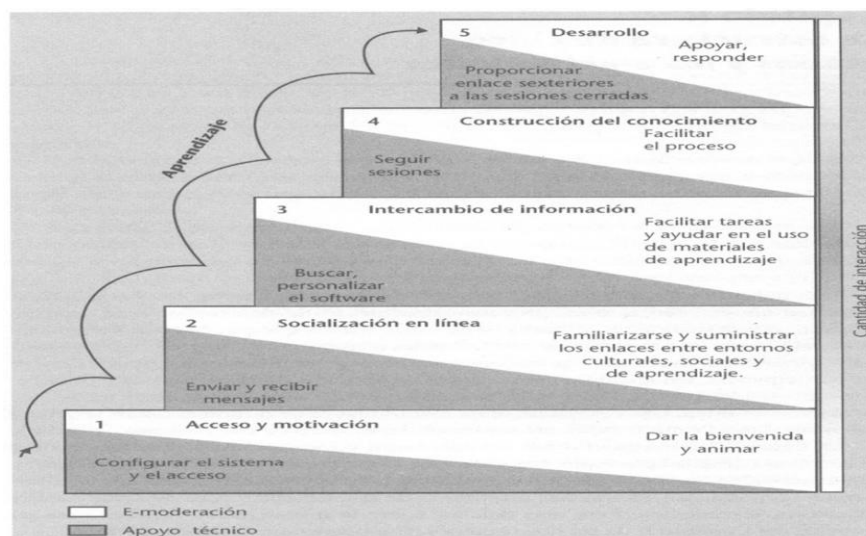 5 Desarrollo
Apoyar,
responder
Proporcionar
enlace sexteriores
a las sesiones cerradas
4 Construcción del conocimiento
Facilitar
el proceso
Seguir
sesiones
3 Intercambio de información
Facilitar tareas
y ayudar en el uso
de materiales
de aprendizaje
Buscar,
personalizar
el software
2 Socialización en línea
Familiarizarse y suministrar
los enlaces entre entornos
culturales, sociales y
de aprendizaje.
Enviar y recibir
mensajes
1 Acceso y motivación
Dar la bienvenida
y animar
Configurar el sistema
y el acceso
Aprendizaje
Cantidad de interacción
E-moderación
Apoyo técnico